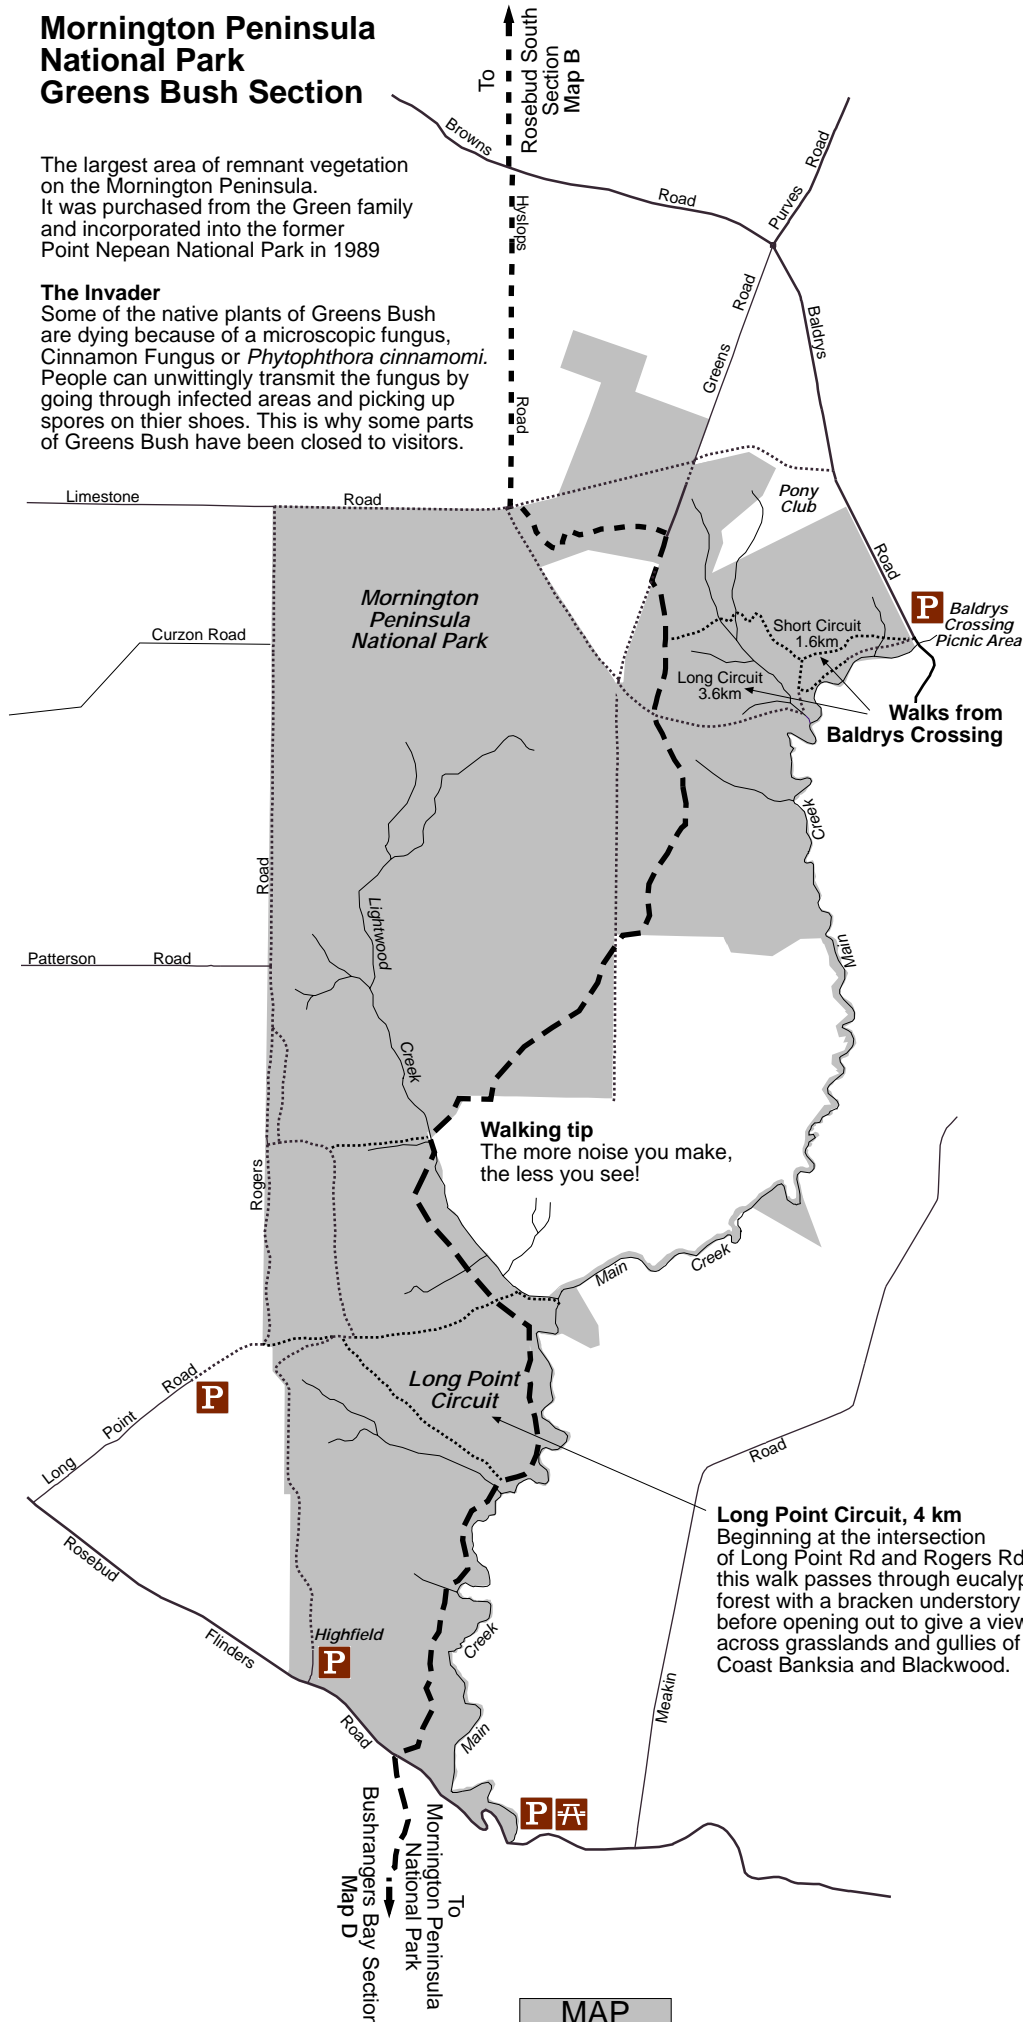 Mornington Peninsula
National Park
Greens Bush Section
The largest area of remnant vegetation
on the Mornington Peninsula.
It was purchased from the Green family
and incorporated into the former
Point Nepean National Park in 1989
The Invader
Some of the native plants of Greens Bush
are dying because of a microscopic fungus,
Cinnamon Fungus or Phytophthora cinnamomi.
People can unwittingly transmit the fungus by
going through infected areas and picking up
spores on thier shoes. This is why some parts
of Greens Bush have been closed to visitors.
To
Rosebud South
Section
Map B
Browns
Road
Purves
Road
Hyslops
Road
Greens
Road
Baldrys
Road
Limestone
Road
Pony
Club
Mornington
Peninsula
National Park
Curzon Road
P
Baldrys
Crossing
Picnic Area
Short Circuit
1.6km
Long Circuit
3.6km
Walks from
Baldrys Crossing
Creek
Main
Road
Lightwood
Creek
Patterson
Road
Walking tip
The more noise you make,
the less you see!
Rogers
Main
Creek
Road
P
Point
Long
Long Point
Circuit
Road
Meakin
Long Point Circuit, 4 km
Beginning at the intersection
of Long Point Rd and Rogers Rd
this walk passes through eucalyp
forest with a bracken understory
before opening out to give a view
across grasslands and gullies of
Coast Banksia and Blackwood.
Rosebud
Flinders
Road
Highfield
P
Creek
Main
P
To
Mornington Peninsula
National Park
Bushrangers Bay Section
Map D
MAP